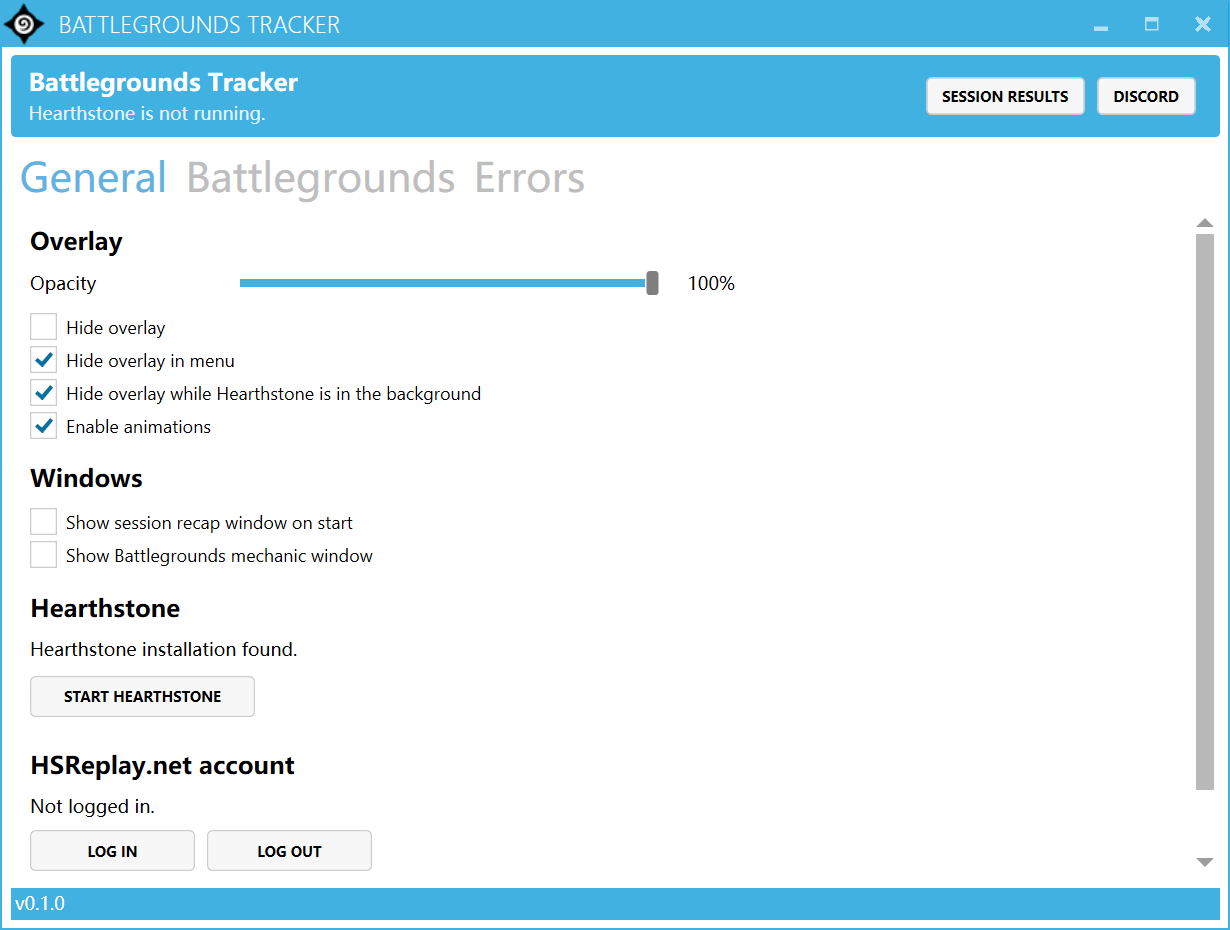 BATTLEGROUNDS TRACKER
Battlegrounds Tracker
Hearthstone is not running.
SESSION RESULTS DISCORD
General Battlegrounds Errors
Overlay
Opacity 100%
Hide overlay
Hide overlay in menu
Hide overlay while Hearthstone is in the background
Enable animations
Windows
Show session recap window on start
Show Battlegrounds mechanic window
Hearthstone
Hearthstone installation found.
START HEARTHSTONE
HSReplay.net account
Not logged in.
LOG IN LOG OUT
v0.1.0